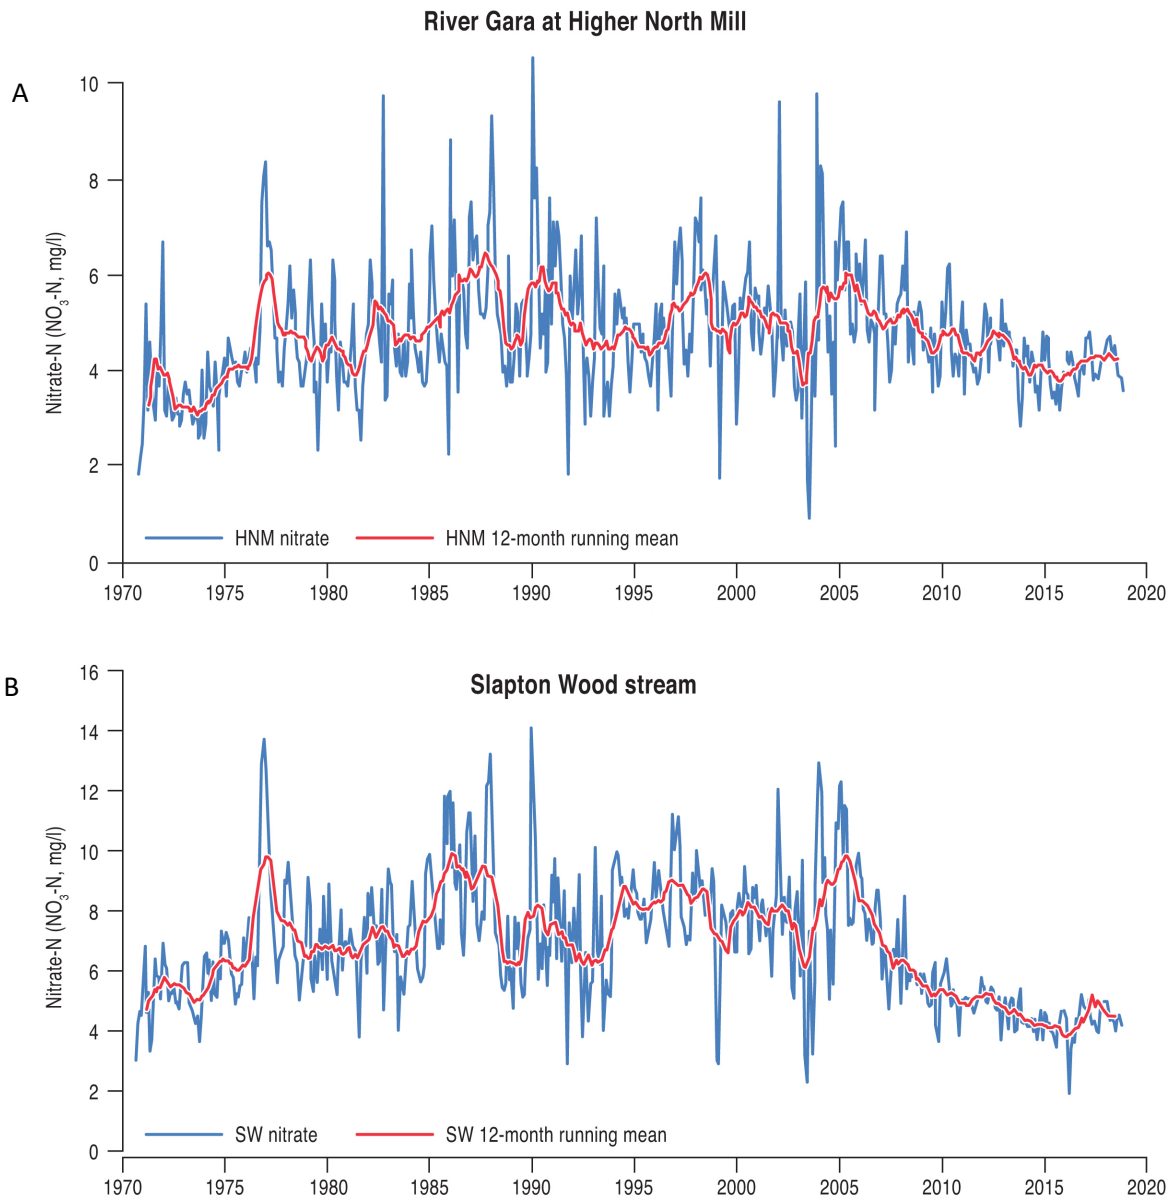 River Gara at Higher North Mill
A
Nitrate-N (NO3-N, mg/l)
10
8
6
4
2
0
HNM nitrate HNM 12-month running mean
1970 1975 1980 1985 1990 1995 2000 2005 2010 2015 2020
B
Slapton Wood stream
Nitrate-N (NO3-N, mg/l)
16
14
12
10
8
6
4
2
0
SW nitrate SW 12-month running mean
1970 1975 1980 1985 1990 1995 2000 2005 2010 2015 2020